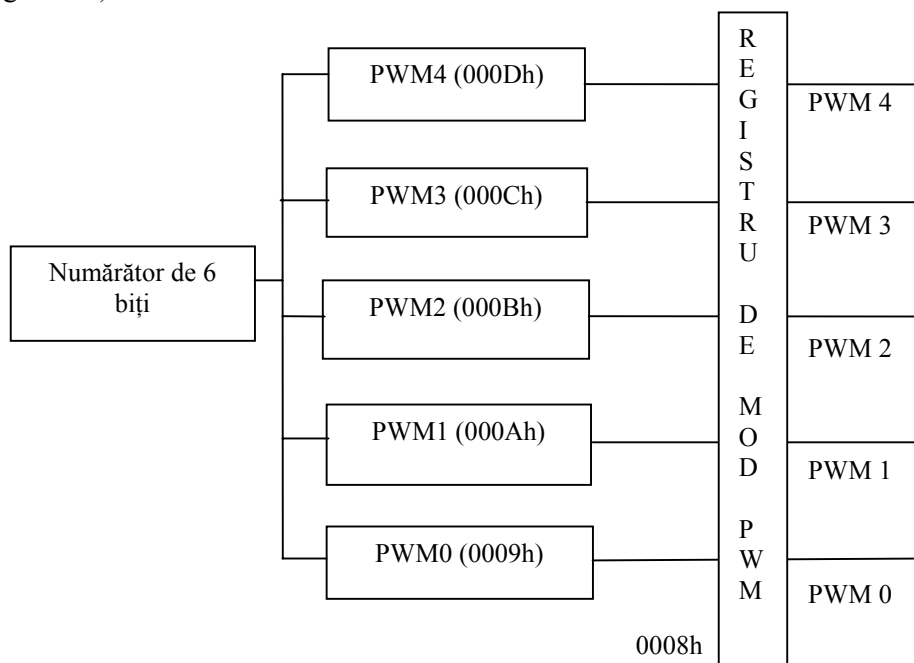 PWM4 (000Dh)
PWM3 (000Ch)
Numărător de 6
biți
PWM2 (000Bh)
PWM1 (000Ah)
PWM0 (0009h)
R
E
G
I
S
T
R
U
D
E
M
O
D
P
W
M
0008h
PWM 4
PWM 3
PWM 2
PWM 1
PWM 0